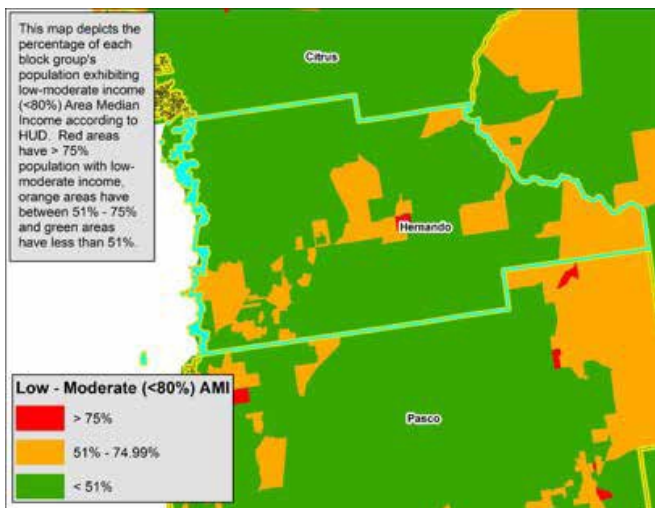 This map depicts the
percentage of each
block group's
population exhibiting
low-moderate income
(<80%) Area Median
Income according to
HUD. Red areas
have > 75%
population with low-
moderate income,
orange areas have
between 51% - 75%
and green areas
have less than 51%.
Citrus
Hernando
Pasco
Low - Moderate (<80%) AMI
> 75%
51% - 74.99%
< 51%